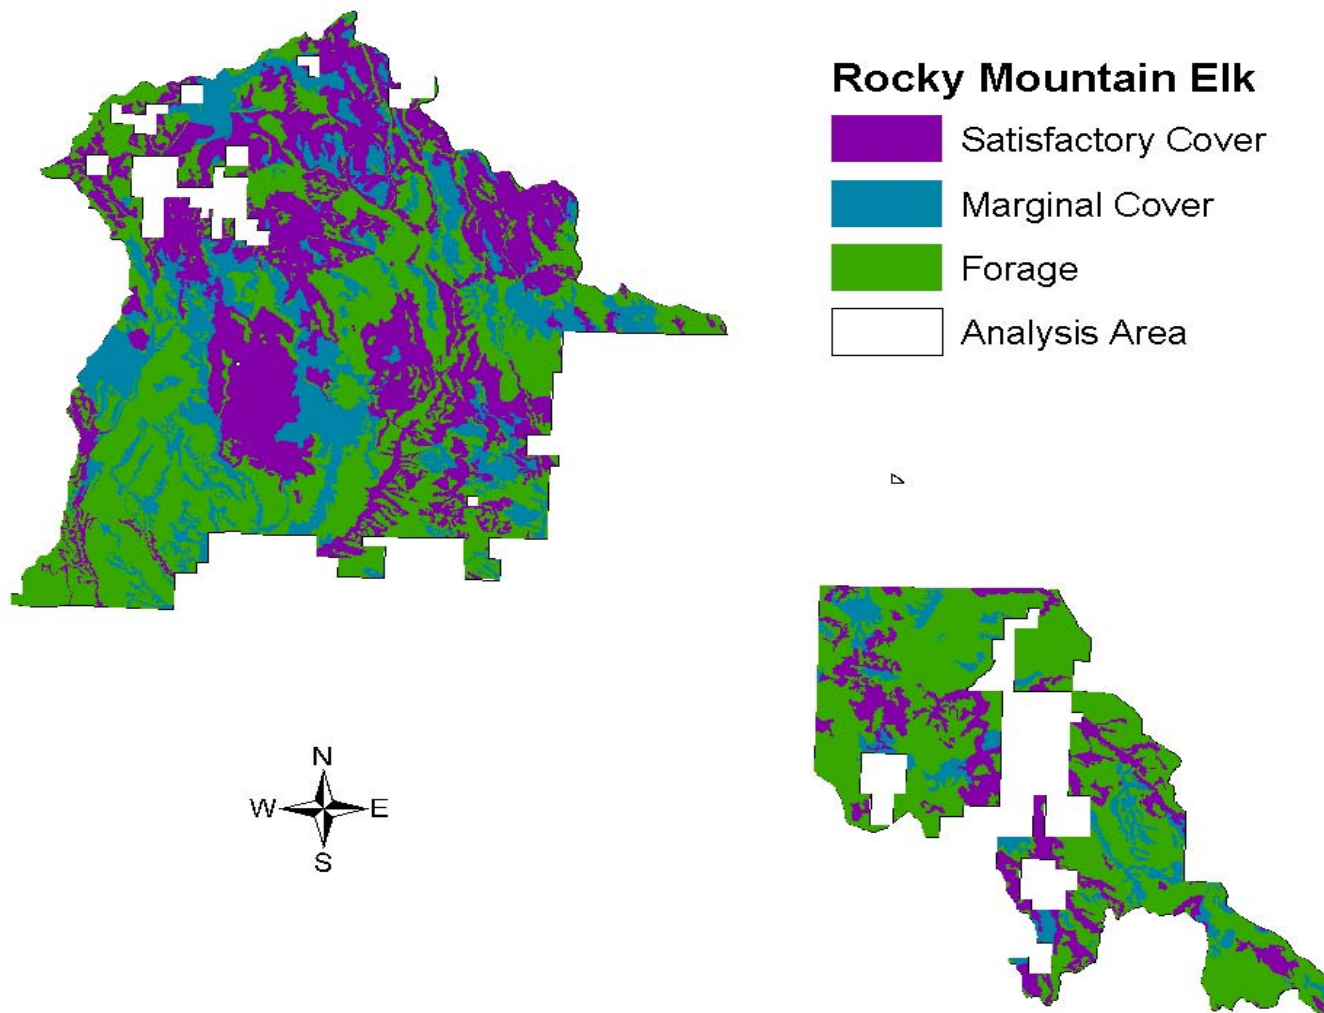 Rocky Mountain Elk
Satisfactory Cover
Marginal Cover
Forage
Analysis Area
N
W E
S